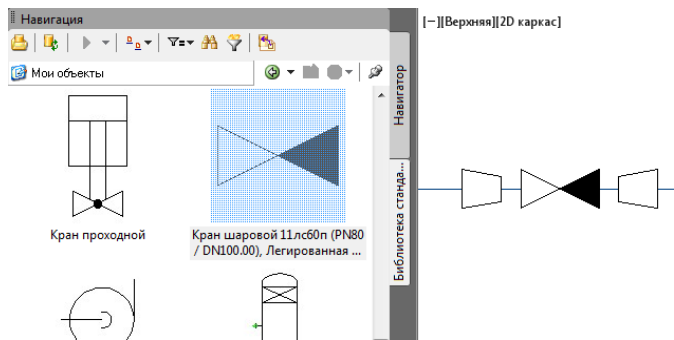 Навигация
[−][Верхняя][2D каркас]
Мои объекты
Навигатор
Библиотека станда...
Кран проходной
Кран шаровой 11лс60п (PN80
/ DN100.00), Легированная ...